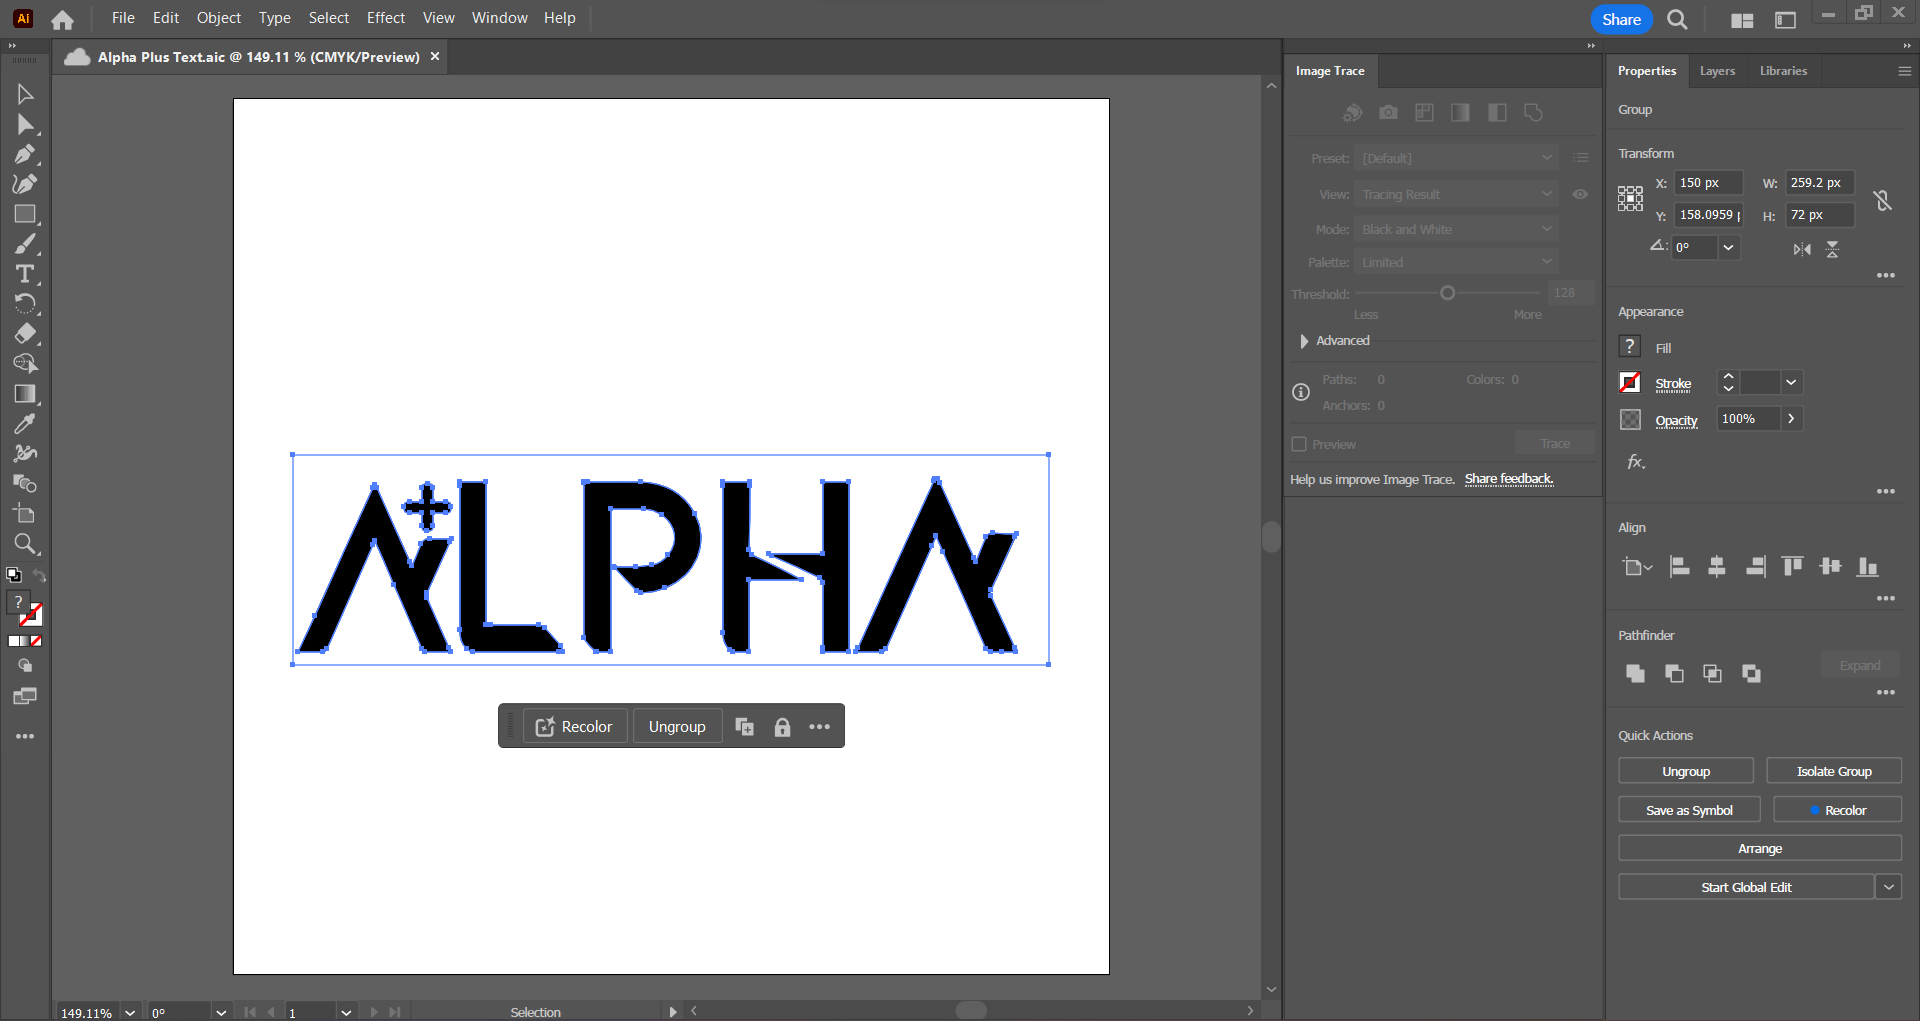 Ai
File Edit Object Type Select Effect View Window Help
Share
Alpha Plus Text.aic @ 149.11 % (CMYK/Preview) ×
Image Trace
Preset: [Default]
View: Tracing Result
Mode: Black and White
Palette: Limited
Threshold: 128
Less More
Advanced
Paths: 0 Colors: 0
Anchors: 0
Preview Trace
Help us improve Image Trace. Share feedback.
Properties Layers Libraries
Group
Transform
X: 150 px W: 259.2 px
Y: 158.0959 p H: 72 px
0°
Appearance
? Fill
Stroke
Opacity 100%
fx.
Align
Pathfinder
Expand
Quick Actions
Ungroup Isolate Group
Save as Symbol Recolor
Arrange
Start Global Edit
T
?
A+LPHA
Recolor Ungroup
149.11% 0° 1 Selection